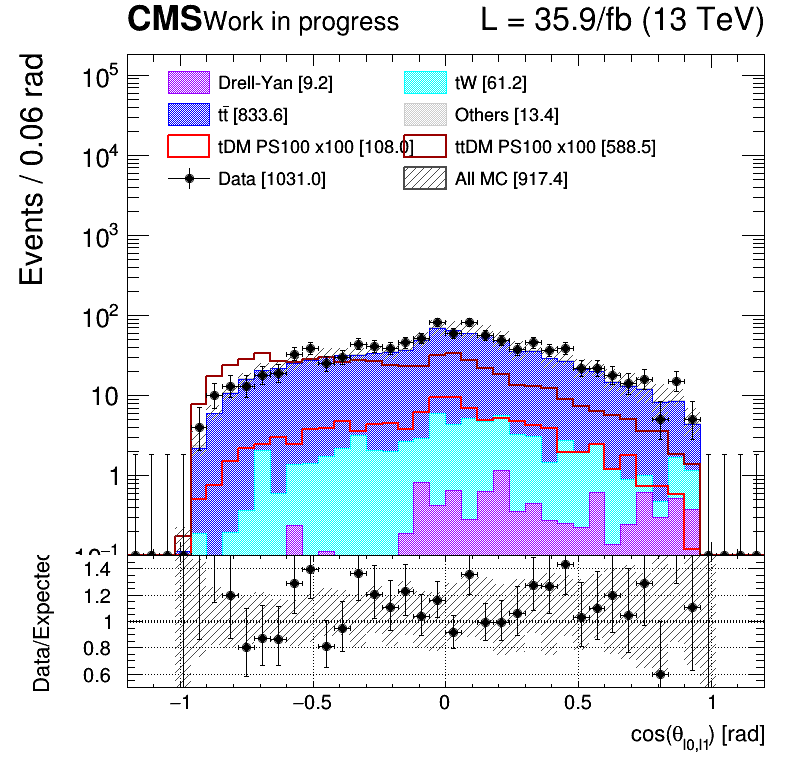 CMS Work in progress L = 35.9/fb (13 TeV)
Events / 0.06 rad
10⁵
10⁴
10³
10²
10
1
10⁻¹
Drell-Yan [9.2]
tW [61.2]
tt̄ [833.6]
Others [13.4]
tDM PS100 x100 [108.0]
ttDM PS100 x100 [588.5]
Data [1031.0]
All MC [917.4]
Data/Expected
1.4
1.2
1
0.8
0.6
−1 −0.5 0 0.5 1
cos(θl0,l1) [rad]